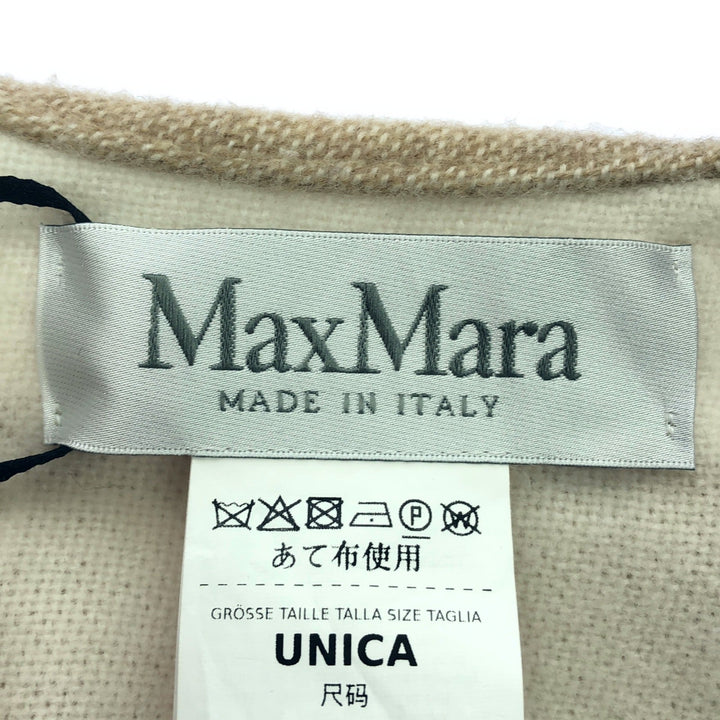 MaxMara
MADE IN ITALY
P W
あて布使用
GRÖSSE TAILLE TALLA SIZE TAGLIA
UNICA
尺码